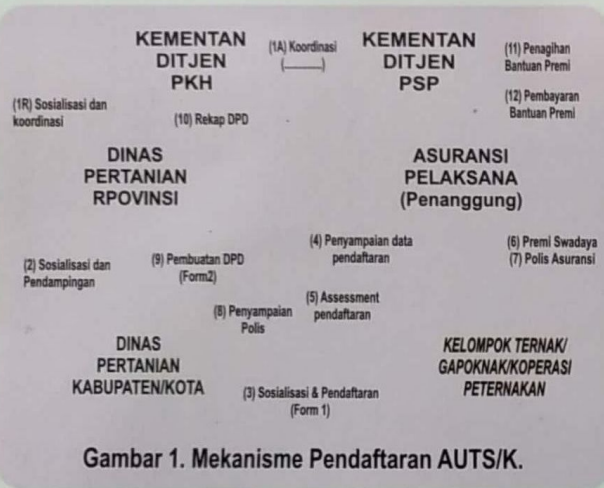 KEMENTAN
DITJEN
PKH
(1A) Koordinasi
(______)
KEMENTAN
DITJEN
PSP
(11) Penagihan
Bantuan Premi
(12) Pembayaran
Bantuan Premi
(1R) Sosialisasi dan
koordinasi
(10) Rekap DPD
DINAS
PERTANIAN
RPOVINSI
ASURANSI
PELAKSANA
(Penanggung)
(2) Sosialisasi dan
Pendampingan
(9) Pembuatan DPD
(Form2)
(4) Penyampaian data
pendaftaran
(6) Premi Swadaya
(7) Polis Asuransi
(8) Penyampaian
Polis
(5) Assessment
pendaftaran
DINAS
PERTANIAN
KABUPATEN/KOTA
(3) Sosialisasi & Pendaftaran
(Form 1)
KELOMPOK TERNAK/
GAPOKNAK/KOPERASI
PETERNAKAN
Gambar 1. Mekanisme Pendaftaran AUTS/K.